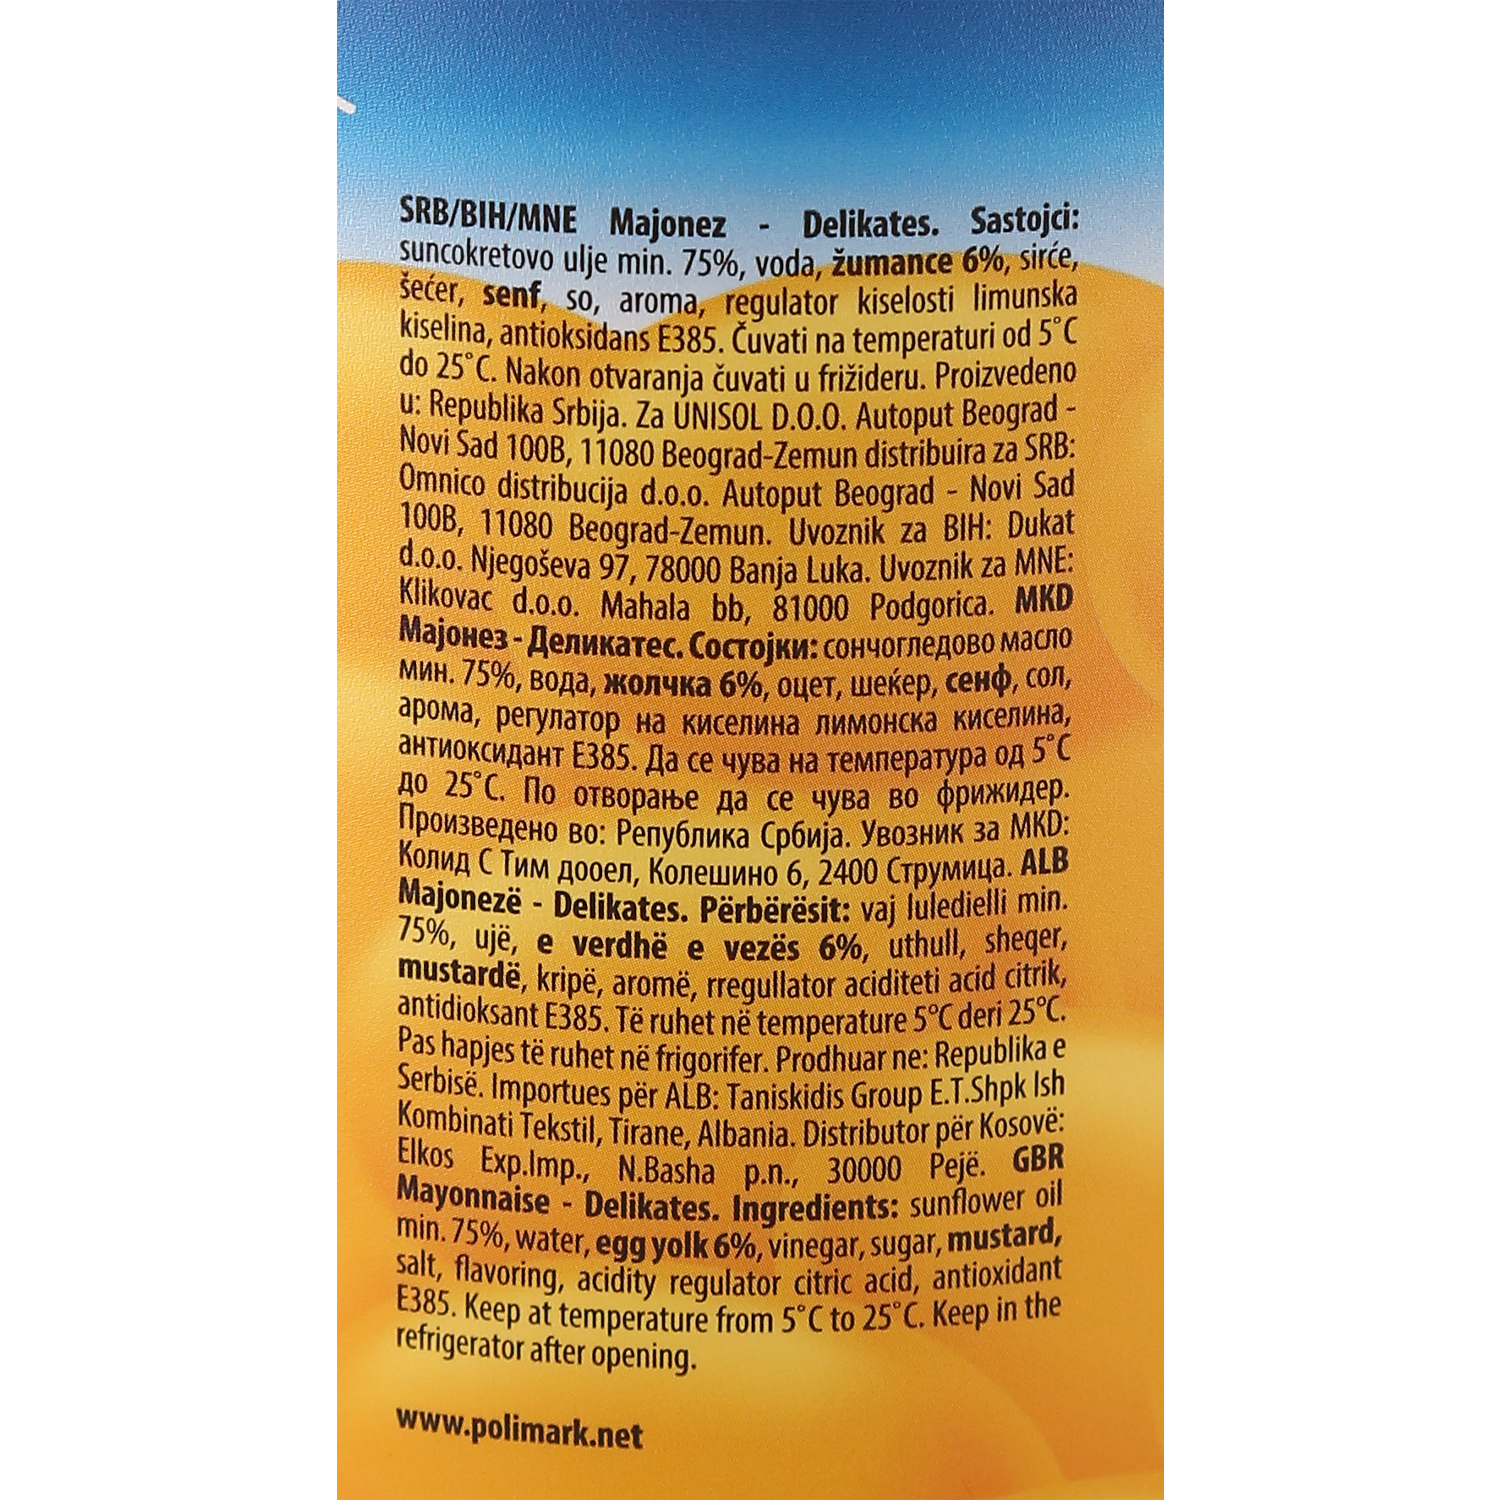 SRB/BIH/MNE Majonez - Delikates. Sastojci:
suncokretovo ulje min. 75%, voda, žumance 6%, sirće,
šećer, senf, so, aroma, regulator kiselosti limunska
kiselina, antioksidans E385. Čuvati na temperaturi od 5°C
do 25°C. Nakon otvaranja čuvati u frižideru. Proizvedeno
u: Republika Srbija. Za UNISOL D.O.O. Autoput Beograd -
Novi Sad 100B, 11080 Beograd-Zemun distribuira za SRB:
Omnico distribucija d.o.o. Autoput Beograd - Novi Sad
100B, 11080 Beograd-Zemun. Uvoznik za BIH: Dukat
d.o.o. Njegoševa 97, 78000 Banja Luka. Uvoznik za MNE:
Klikovac d.o.o. Mahala bb, 81000 Podgorica. MKD
Мајонез - Деликатес. Состојки: сончогледово масло
мин. 75%, вода, жолчка 6%, оцет, шеќер, сенф, сол,
арома, регулатор на киселина лимонска киселина,
антиоксидант Е385. Да се чува на температура од 5°C
до 25°C. По отворање да се чува во фрижидер.
Произведено во: Република Србија. Увозник за MKD:
Колид С Тим дооел, Колешино 6, 2400 Струмица. ALB
Majonezë - Delikates. Përbërësit: vaj luledielli min.
75%, ujë, e verdhë e vezës 6%, uthull, sheqer,
mustardë, kripë, aromë, rregullator aciditeti acid citrik,
antidioksant E385. Të ruhet në temperature 5°C deri 25°C.
Pas hapjes të ruhet në frigorifer. Prodhuar ne: Republika e
Serbisë. Importues për ALB: Taniskidis Group E.T.Shpk Ish
Kombinati Tekstil, Tirane, Albania. Distributor për Kosovë:
Elkos Exp.Imp., N.Basha p.n., 30000 Pejë. GBR
Mayonnaise - Delikates. Ingredients: sunflower oil
min. 75%, water, egg yolk 6%, vinegar, sugar, mustard,
salt, flavoring, acidity regulator citric acid, antioxidant
E385. Keep at temperature from 5°C to 25°C. Keep in the
refrigerator after opening.
www.polimark.net